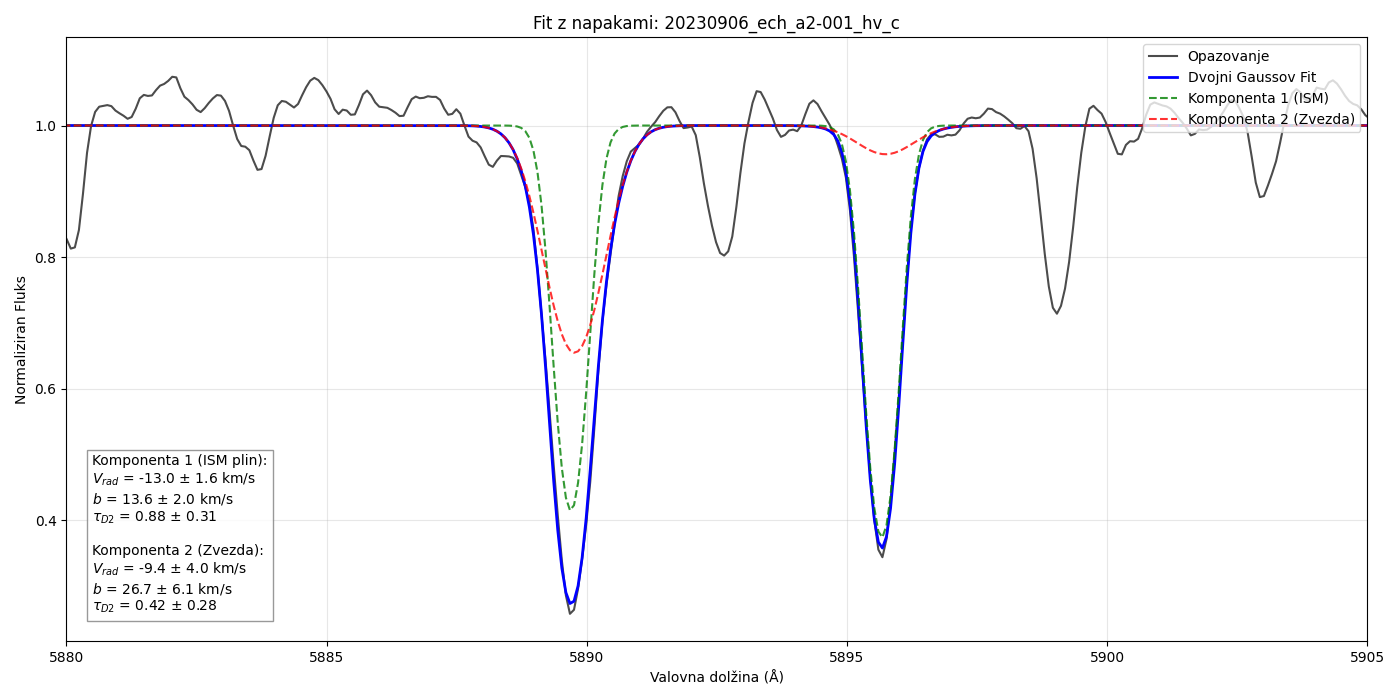 Fit z napakami: 20230906_ech_a2-001_hv_c
Normaliziran Fluks
1.0
0.8
0.6
0.4
Opazovanje
Dvojni Gaussov Fit
Komponenta 1 (ISM)
Komponenta 2 (Zvezda)
Komponenta 1 (ISM plin):
V_rad = -13.0 ± 1.6 km/s
b = 13.6 ± 2.0 km/s
τ_D2 = 0.88 ± 0.31
Komponenta 2 (Zvezda):
V_rad = -9.4 ± 4.0 km/s
b = 26.7 ± 6.1 km/s
τ_D2 = 0.42 ± 0.28
5880 5885 5890 5895 5900 5905
Valovna dolžina (Å)